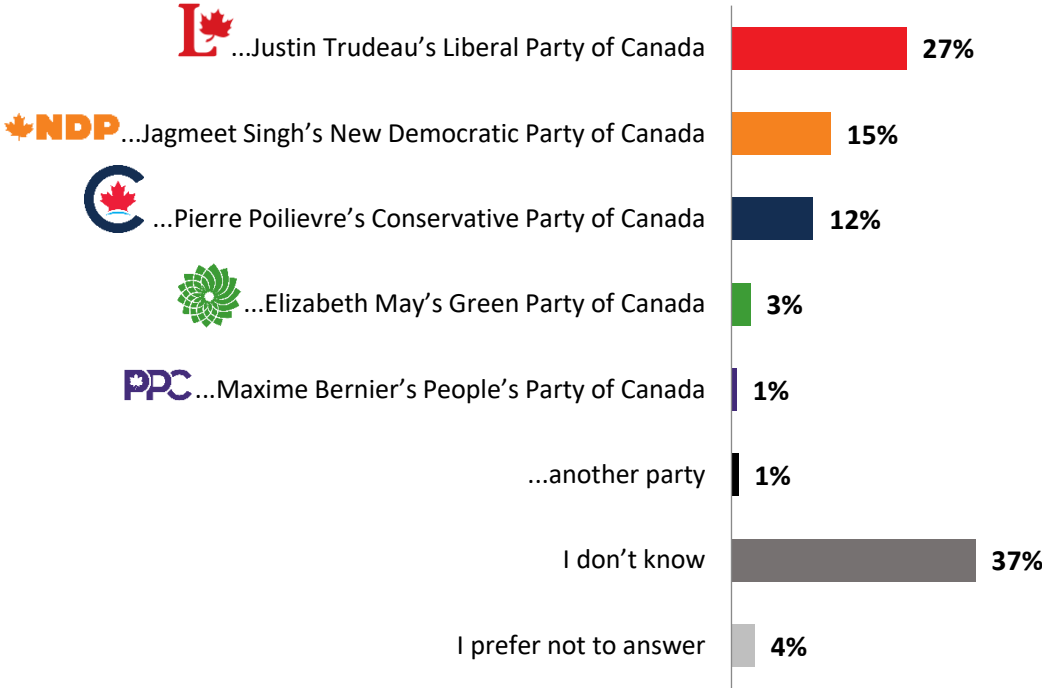 L ...Justin Trudeau’s Liberal Party of Canada 27%
NDP ...Jagmeet Singh’s New Democratic Party of Canada 15%
C ...Pierre Poilievre’s Conservative Party of Canada 12%
...Elizabeth May’s Green Party of Canada 3%
PPC ...Maxime Bernier’s People’s Party of Canada 1%
...another party 1%
I don’t know 37%
I prefer not to answer 4%